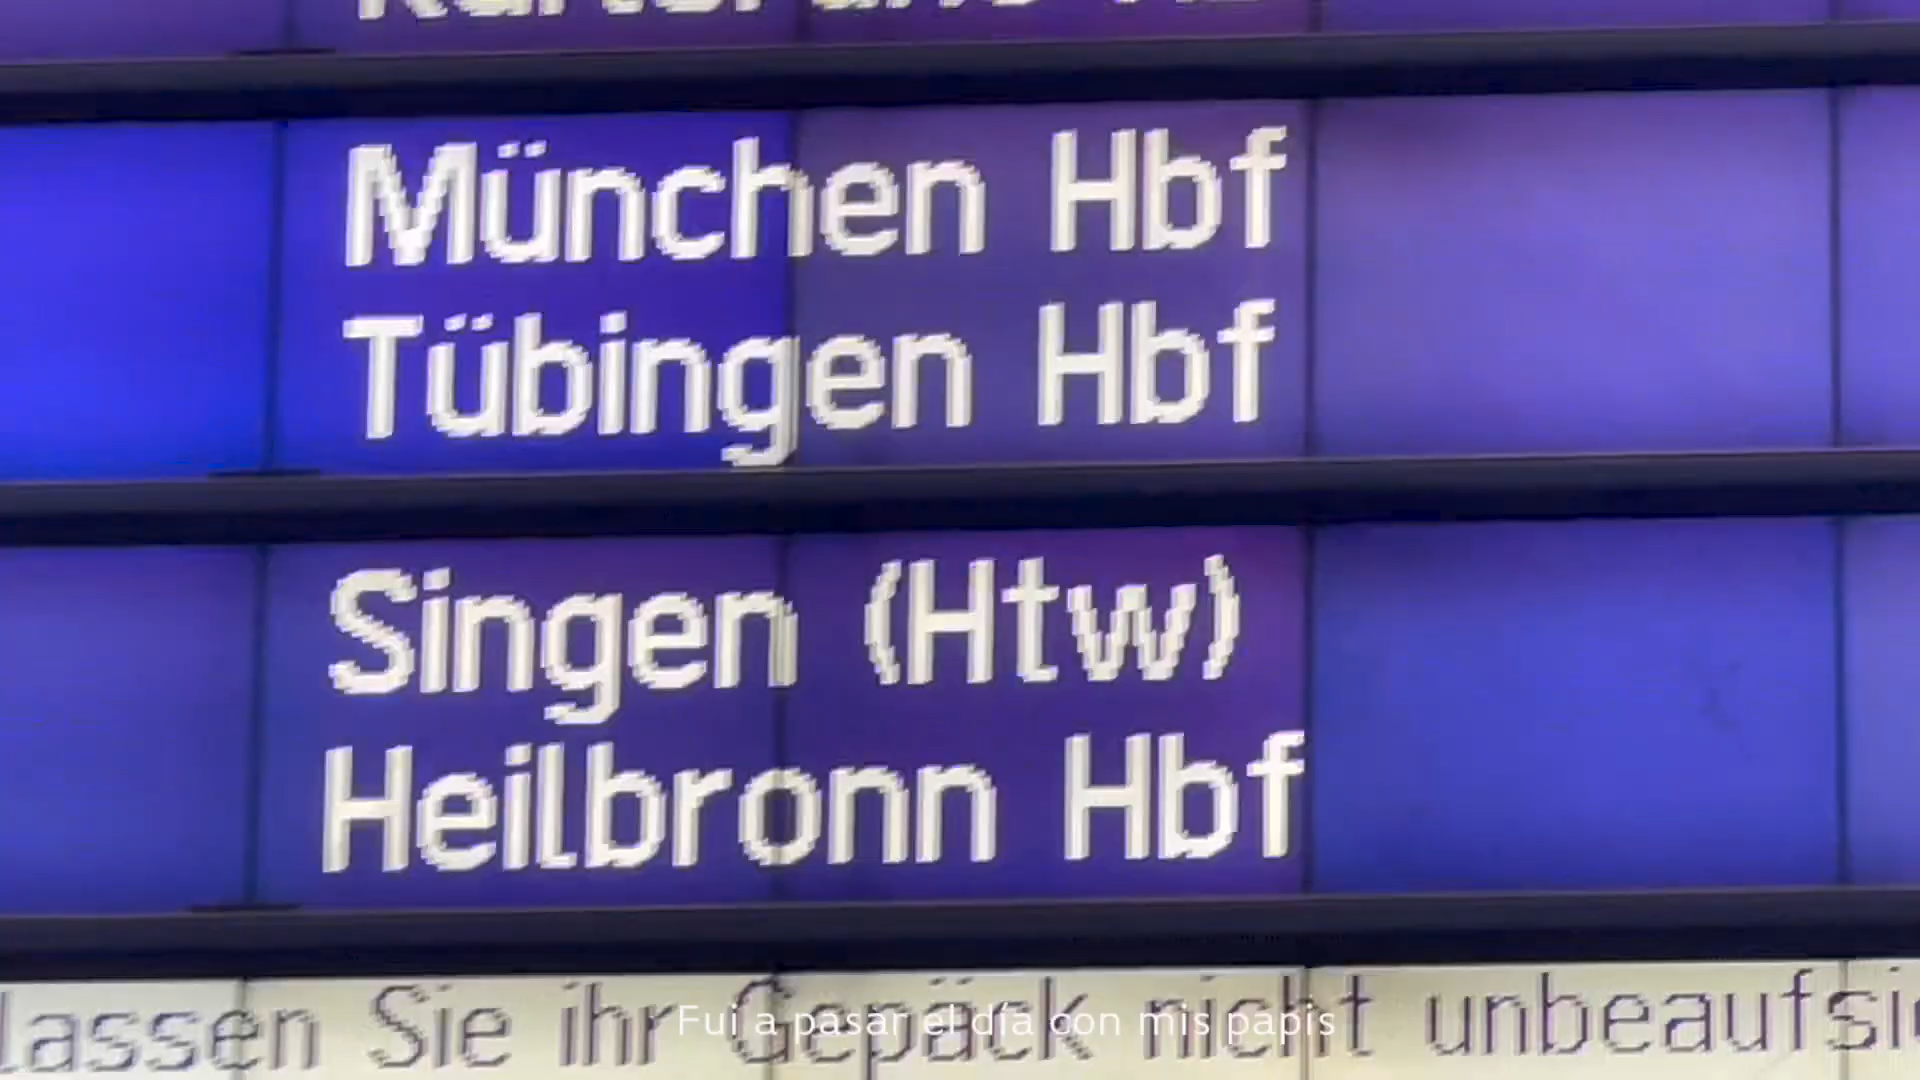 München Hbf
Tübingen Hbf
Singen (Htw)
Heilbronn Hbf
lassen Sie ihr Gepäck nicht unbeaufsic
Fui a pasar el día con mis papis